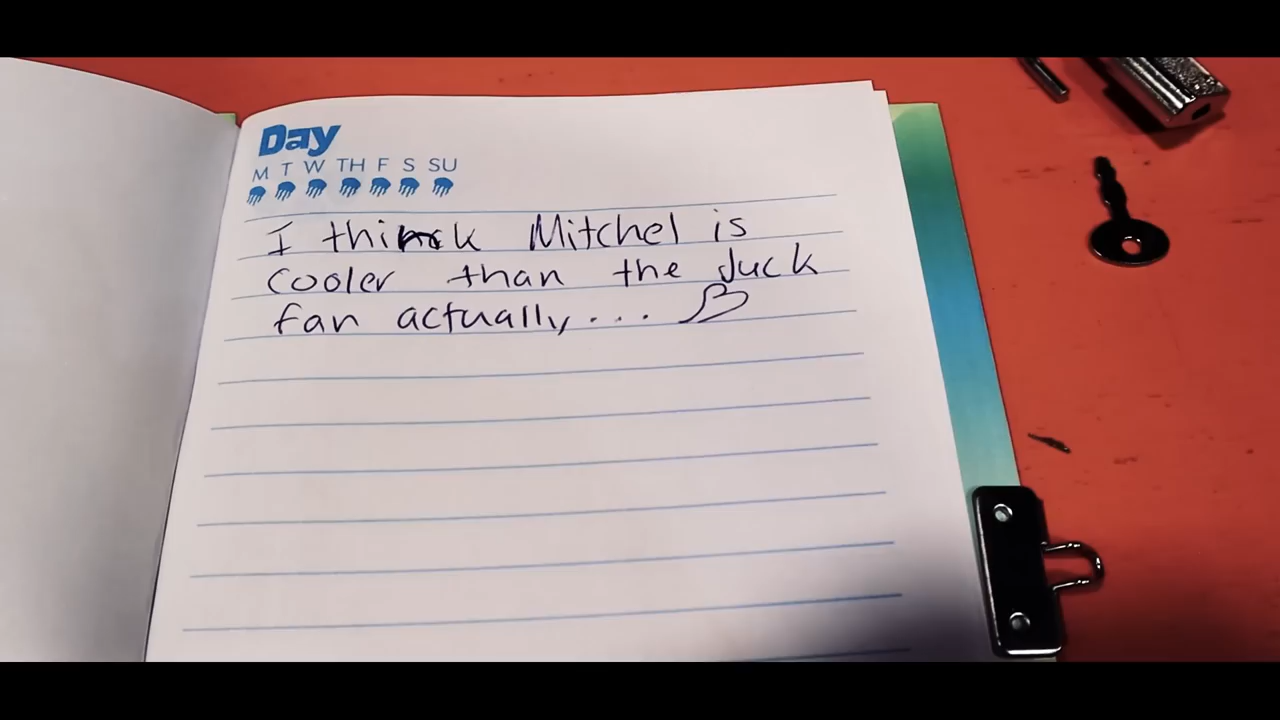 Day
M T W TH F S SU
I think Mitchel is
cooler than the duck
fan actually...